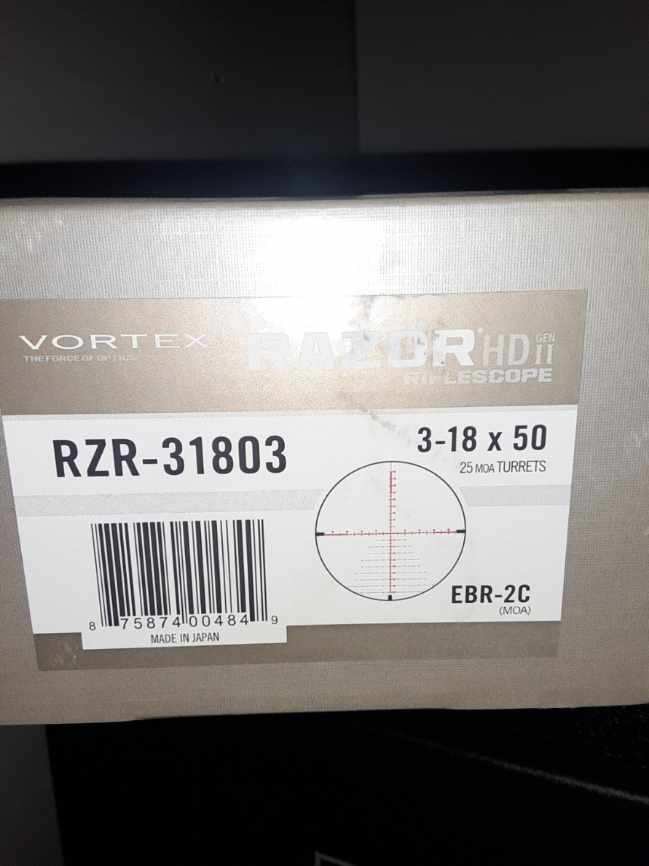 VORTEX
THE FORCE OF OPTICS
RAZOR HD GEN II
RIFLESCOPE
RZR-31803
3-18 x 50
25 MOA TURRETS
EBR-2C
(MOA)
8 75874 00484 9
MADE IN JAPAN